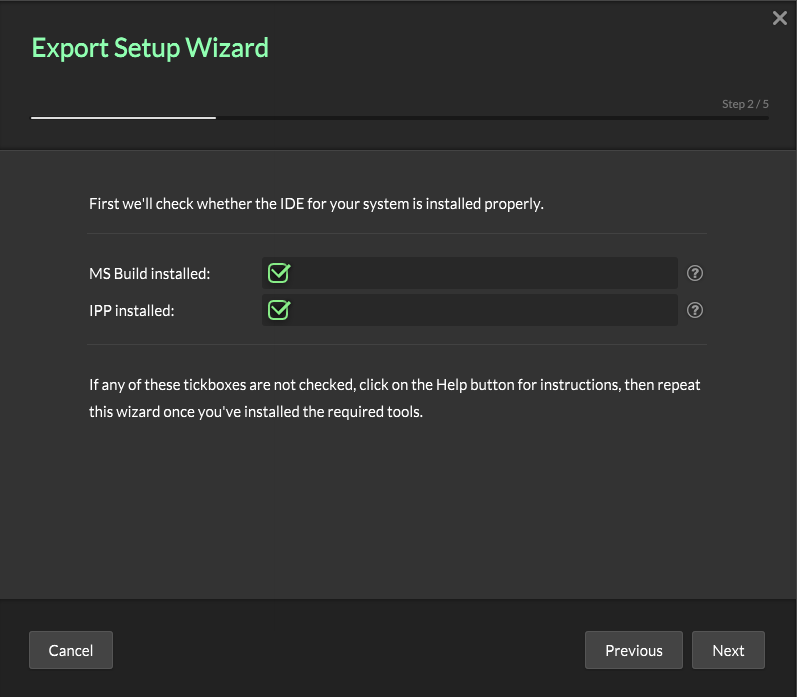 Export Setup Wizard
Step 2 / 5
First we'll check whether the IDE for your system is installed properly.
MS Build installed:
?
IPP installed:
?
If any of these tickboxes are not checked, click on the Help button for instructions, then repeat
this wizard once you've installed the required tools.
Cancel
Previous
Next